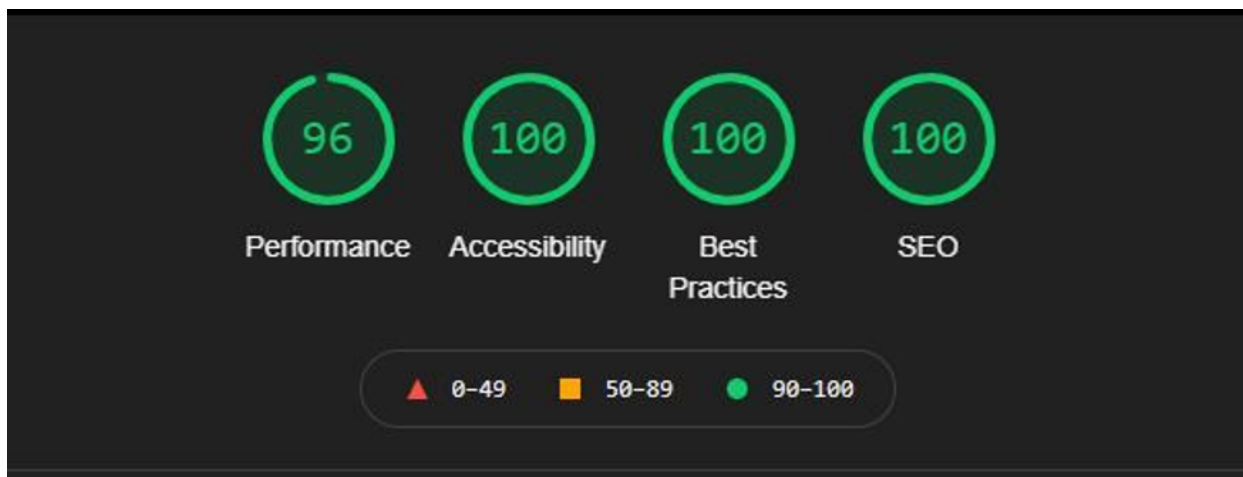 96
100
100
100
Performance
Accessibility
Best
Practices
SEO
0–49
50–89
90–100